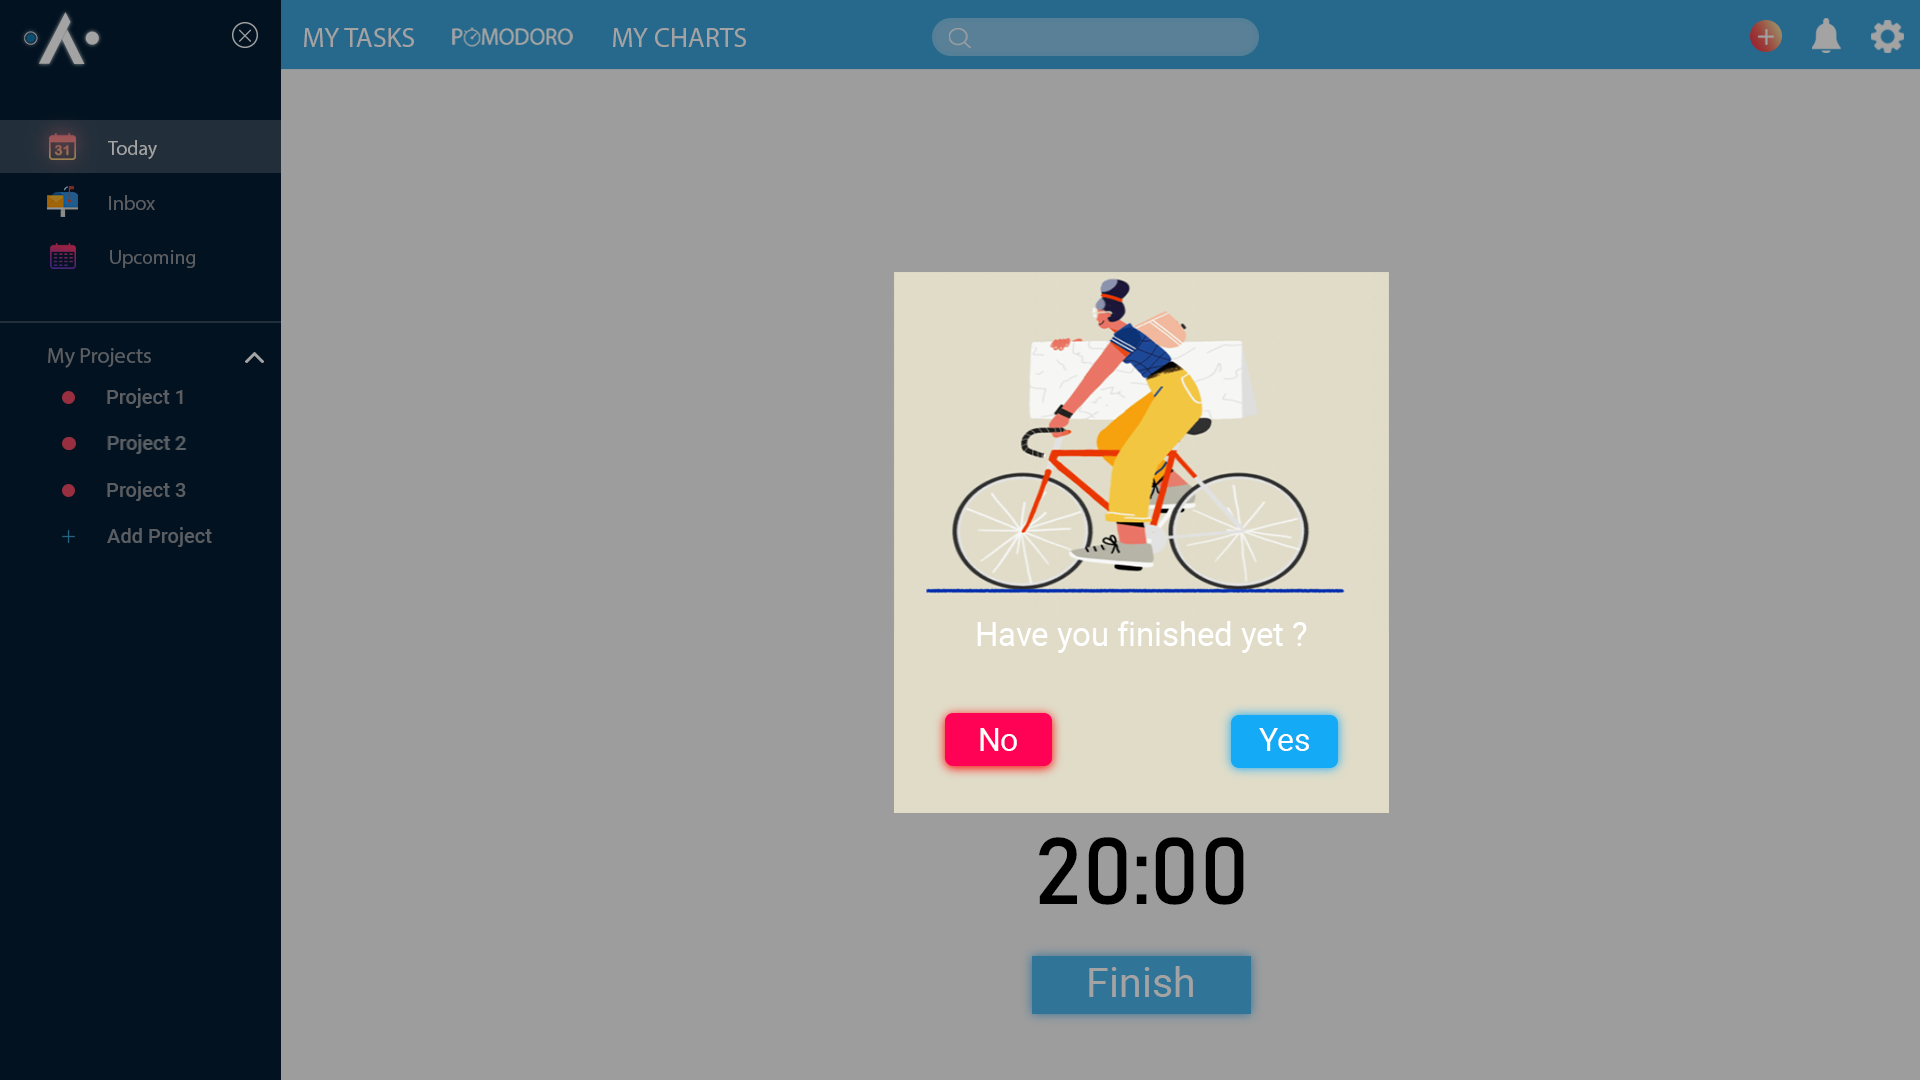 MY TASKS
POMODORO
MY CHARTS
31
Today
Inbox
Upcoming
My Projects
Project 1
Project 2
Project 3
+ Add Project
Have you finished yet ?
No
Yes
20:00
Finish